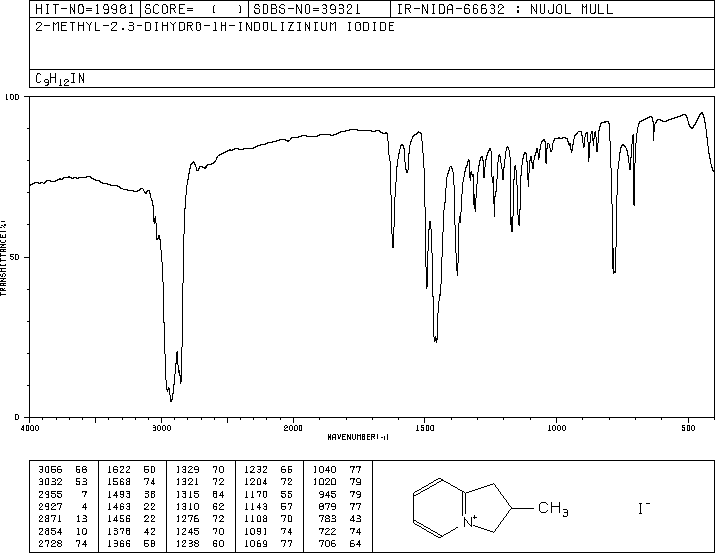 HIT-NO=19981 SCORE= ( ) SDBS-NO=39321 IR-NIDA-66632 : NUJOL MULL
2-METHYL-2.3-DIHYDRO-1H-INDOLIZINIUM IODIDE
C9H12IN
100
50
0
TRANSMITTANCE(%)
4000 3000 2000 1500 1000 500
WAVENUMBER(-1)
3066 66 1622 50 1329 70 1232 66 1040 77
3032 53 1568 74 1321 72 1204 72 1020 79
2955 7 1493 38 1315 64 1170 55 945 79
2927 4 1463 22 1310 62 1143 57 879 77
2871 13 1456 22 1276 72 1108 70 783 43
2854 10 1378 42 1245 70 1091 74 722 74
2728 74 1366 58 1238 60 1069 77 706 64
N+
CH3
I-